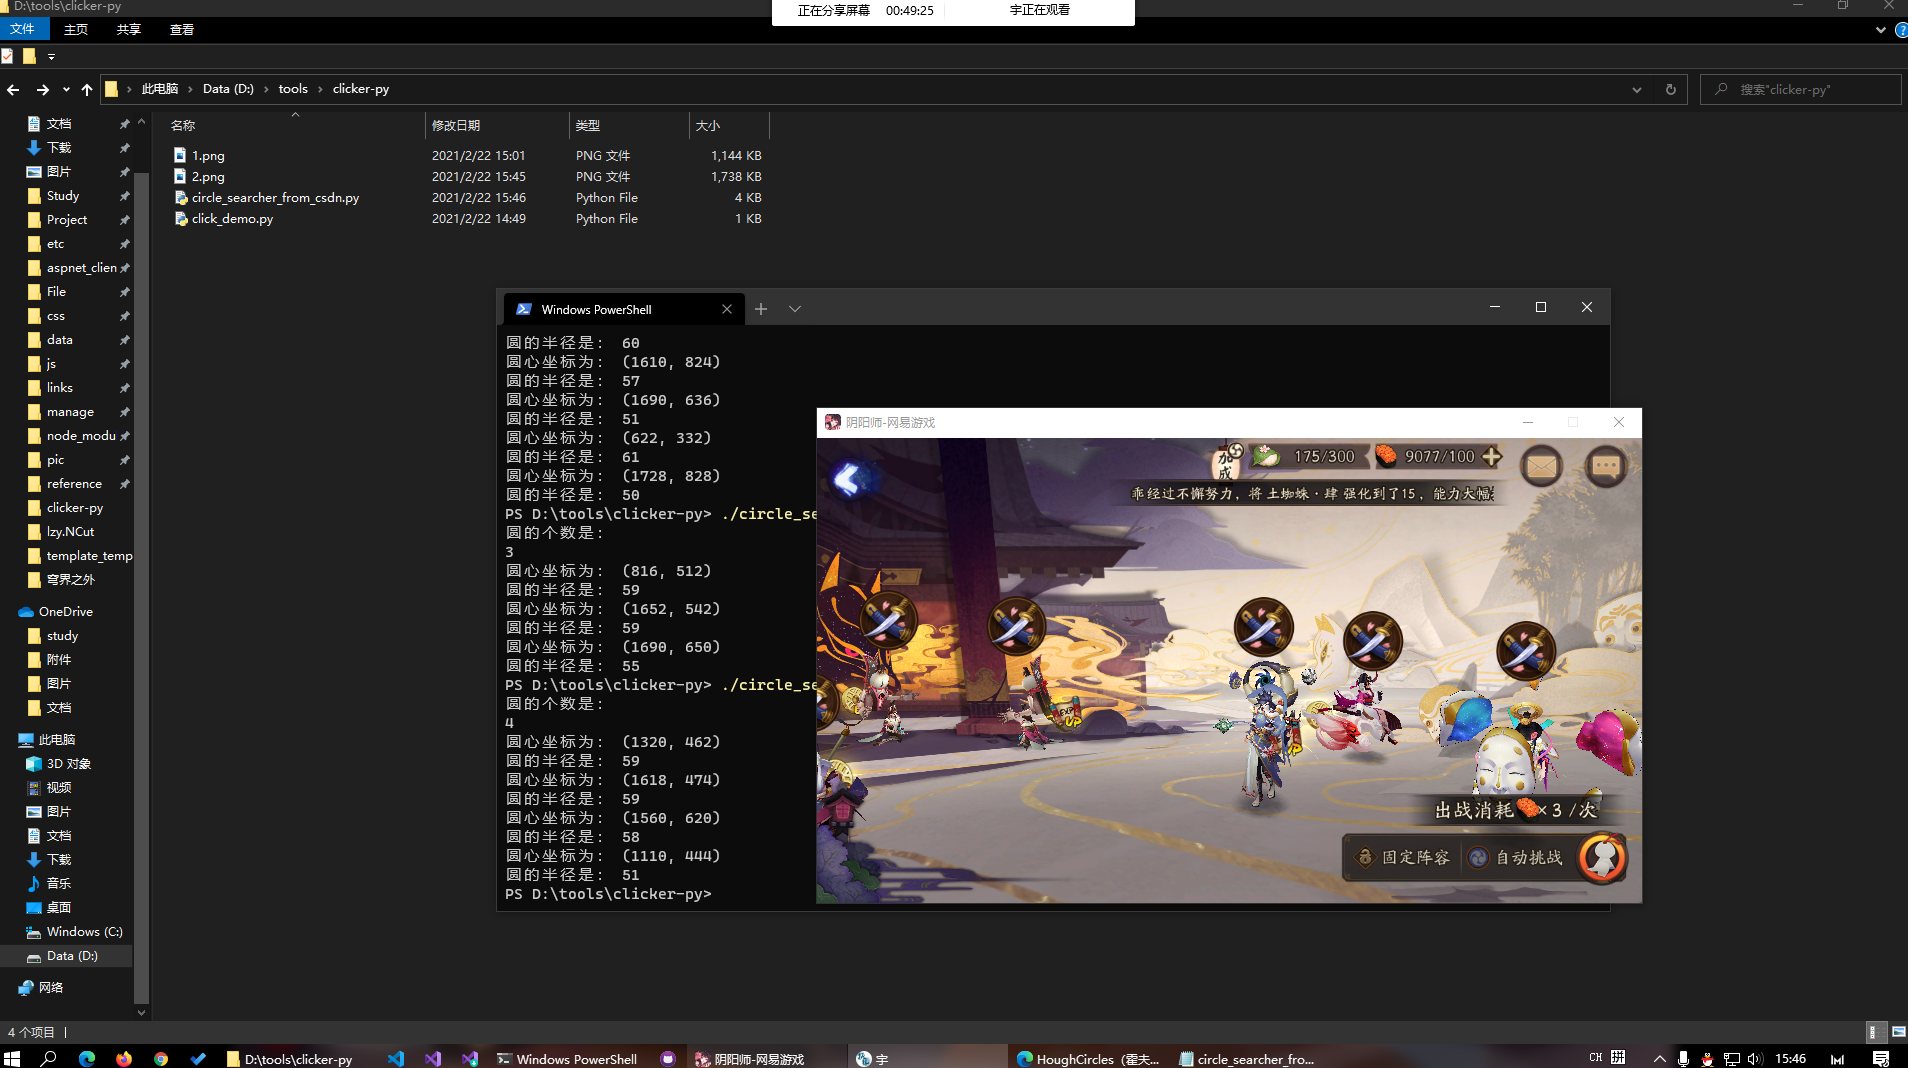 D:\tools\clicker-py
正在分享屏幕 00:49:25 宇正在观看
文件 主页 共享 查看
此电脑 Data (D:) tools clicker-py
搜索"clicker-py"
名称 修改日期 类型 大小
1.png 2021/2/22 15:01 PNG 文件 1,144 KB
2.png 2021/2/22 15:45 PNG 文件 1,738 KB
circle_searcher_from_csdn.py 2021/2/22 15:46 Python File 4 KB
click_demo.py 2021/2/22 14:49 Python File 1 KB
文档
下载
图片
Study
Project
etc
aspnet_clien
File
css
data
js
links
manage
node_modu
pic
reference
clicker-py
lzy.NCut
template_temp
穹界之外
OneDrive
study
附件
图片
文档
此电脑
3D 对象
视频
图片
文档
下载
音乐
桌面
Windows (C:)
Data (D:)
网络
4 个项目
Windows PowerShell
圆的半径是： 60
圆心坐标为： (1610, 824)
圆的半径是： 57
圆心坐标为： (1690, 636)
圆的半径是： 51
圆心坐标为： (622, 332)
圆的半径是： 61
圆心坐标为： (1728, 828)
圆的半径是： 50
PS D:\tools\clicker-py> ./circle_se
圆的个数是：
3
圆心坐标为： (816, 512)
圆的半径是： 59
圆心坐标为： (1652, 542)
圆的半径是： 59
圆心坐标为： (1690, 650)
圆的半径是： 55
PS D:\tools\clicker-py> ./circle_se
圆的个数是：
4
圆心坐标为： (1320, 462)
圆的半径是： 59
圆心坐标为： (1618, 474)
圆的半径是： 59
圆心坐标为： (1560, 620)
圆的半径是： 58
圆心坐标为： (1110, 444)
圆的半径是： 51
PS D:\tools\clicker-py>
阴阳师-网易游戏
加成 175/300 9077/100
乖经过不懈努力，将 土蜘蛛·肆 强化到了15，能力大幅
EXP UP
出战消耗 ×3 /次
固定阵容 自动挑战
D:\tools\clicker-py Windows PowerShell 阴阳师-网易游戏 宇 HoughCircles（霍夫... circle_searcher_fro... CH 拼 15:46